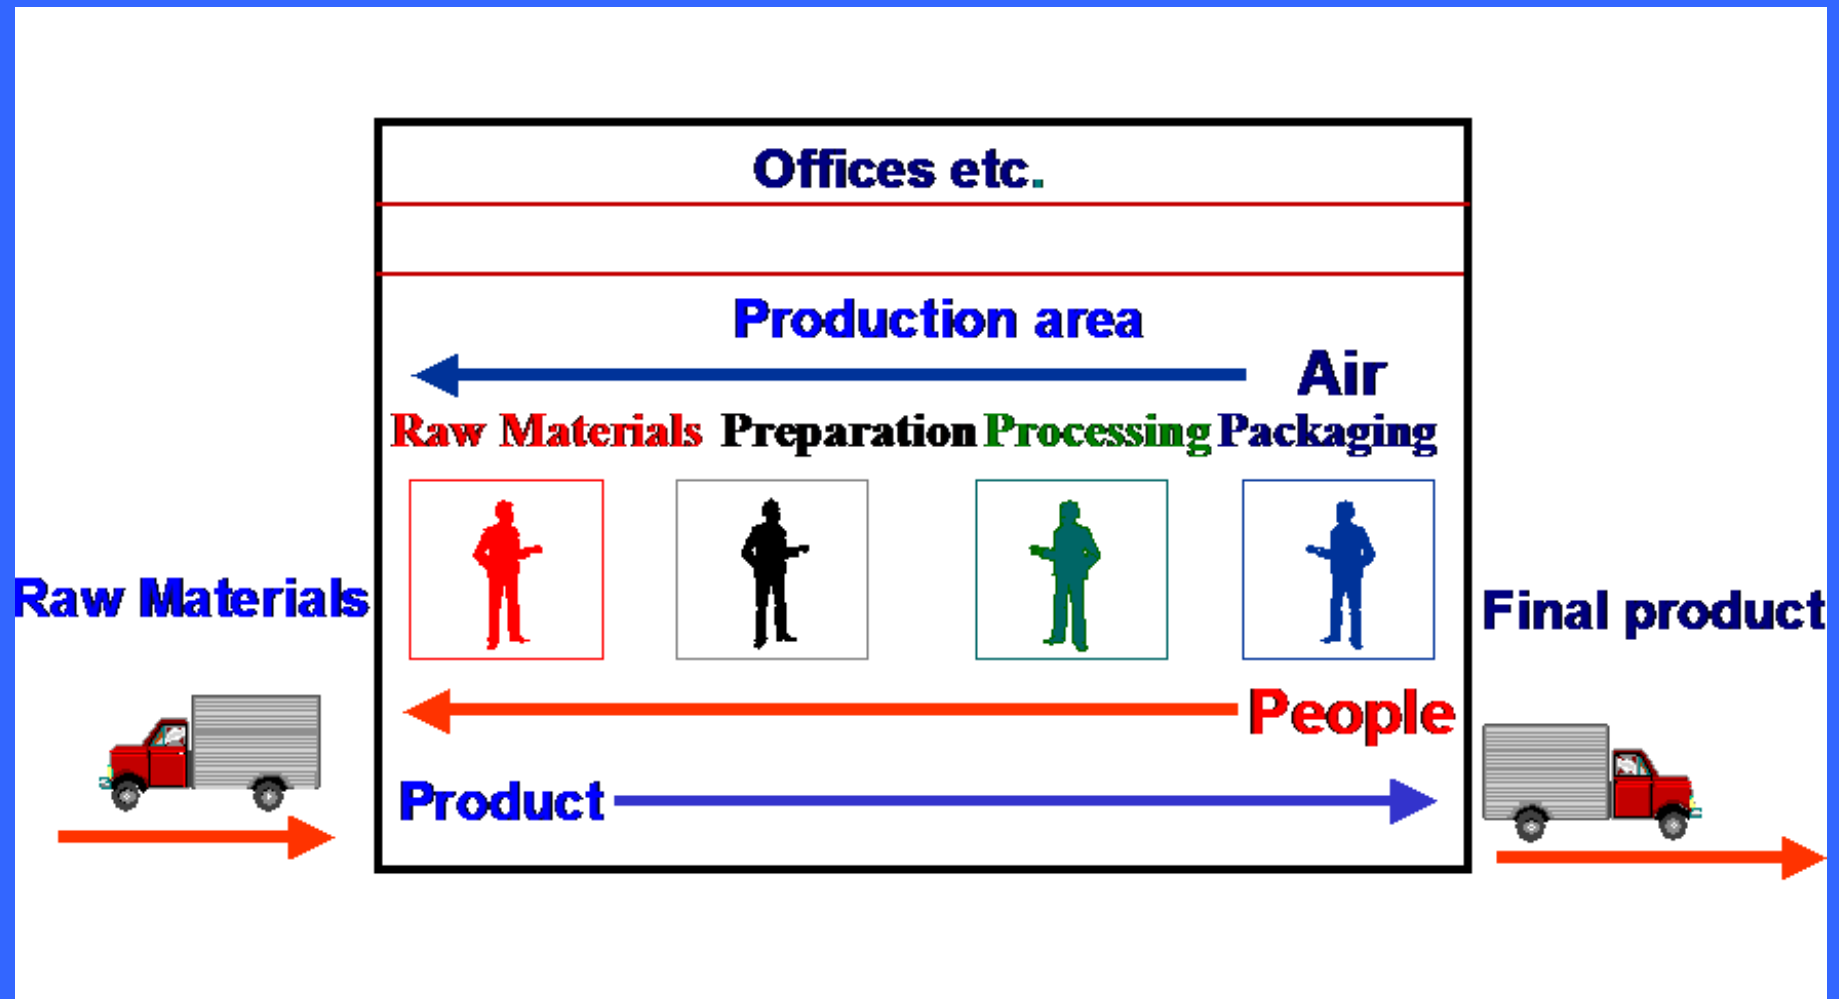 Offices etc.
Production area
Air
Raw Materials Preparation Processing Packaging
Raw Materials
Final product
People
Product